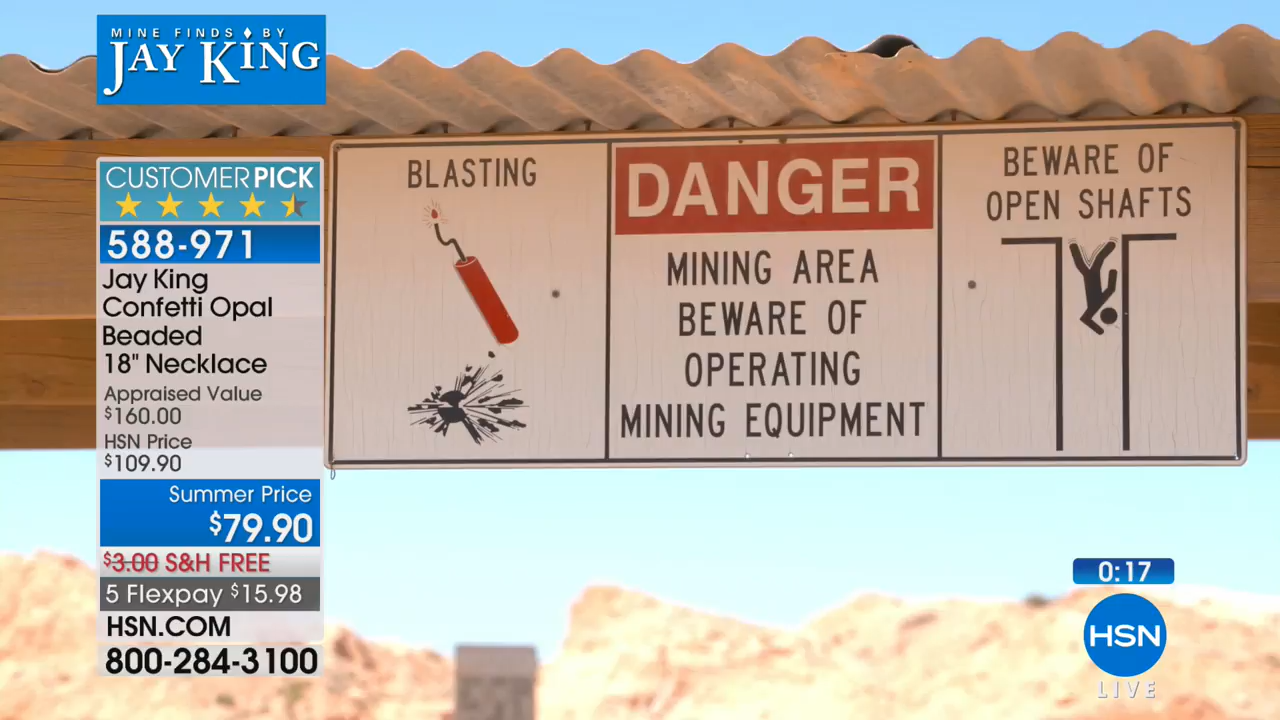 MINE FINDS BY
JAY KING
CUSTOMER PICK
588-971
Jay King
Confetti Opal
Beaded
18" Necklace
Appraised Value
$160.00
HSN Price
$109.90
Summer Price
$79.90
$3.00 S&H FREE
5 Flexpay $15.98
HSN.COM
800-284-3100
BLASTING
DANGER
MINING AREA
BEWARE OF
OPERATING
MINING EQUIPMENT
BEWARE OF
OPEN SHAFTS
0:17
HSN
LIVE